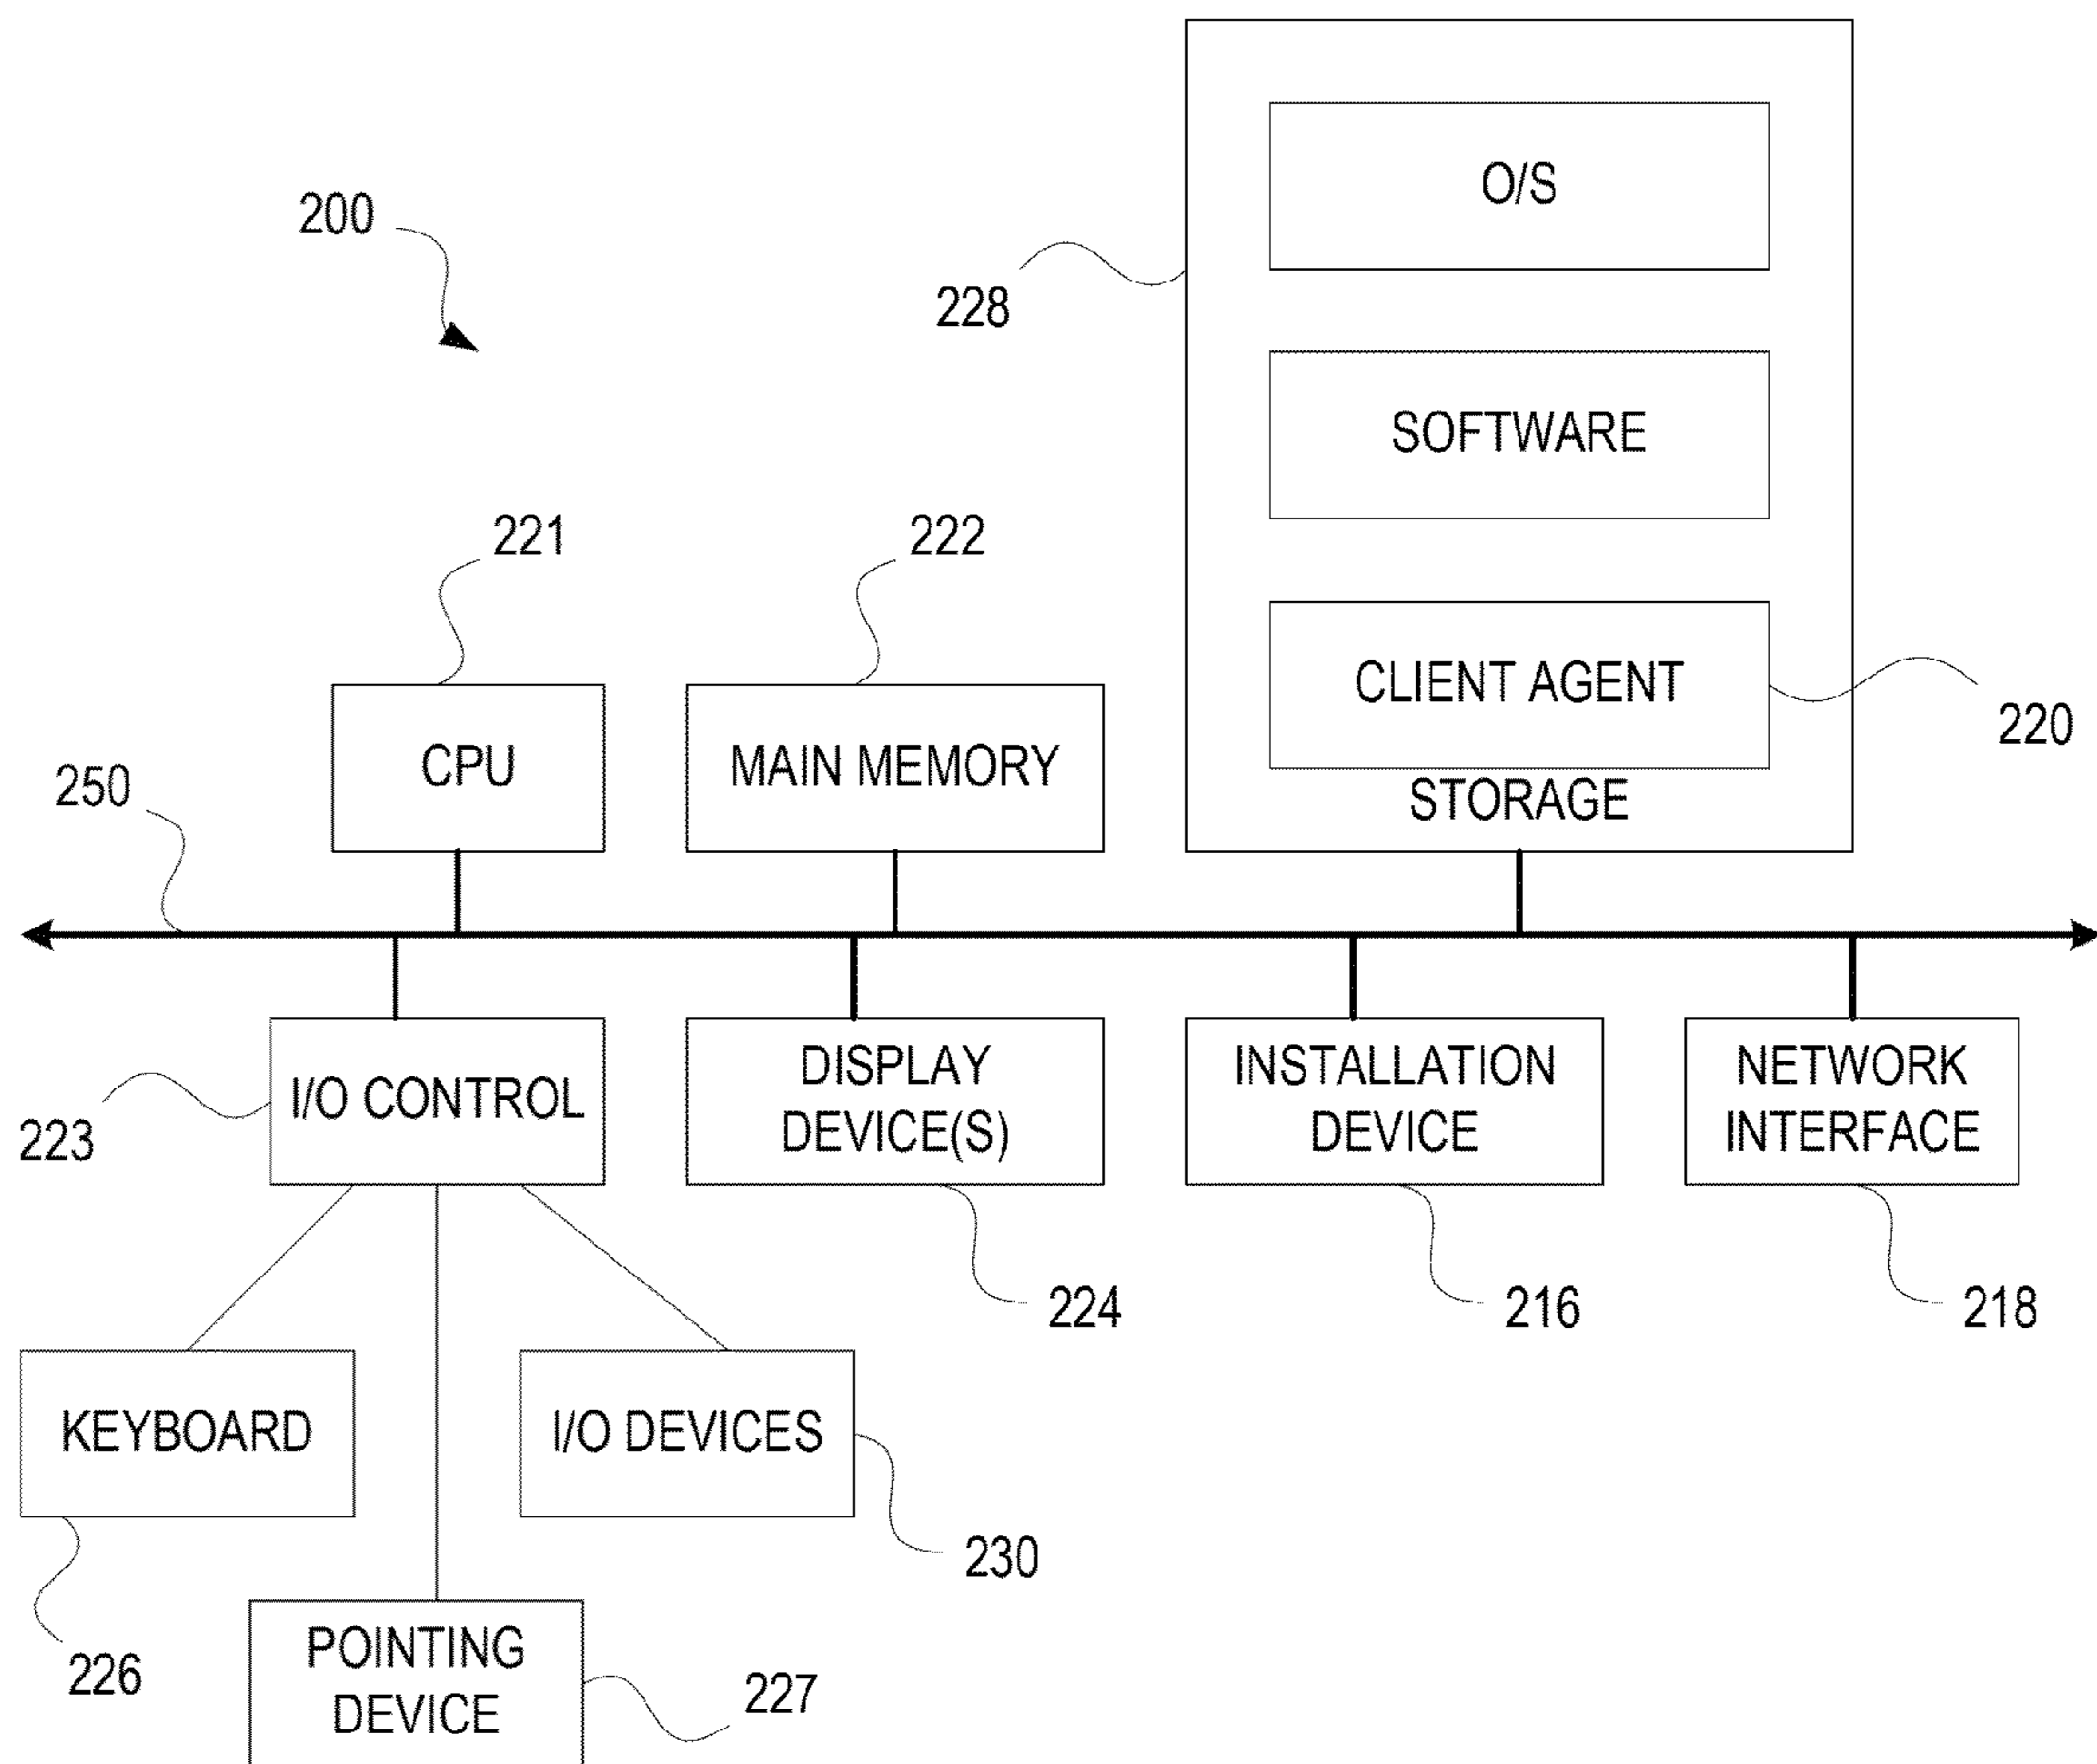 200
O/S
228
SOFTWARE
221
222
CLIENT AGENT
220
CPU
MAIN MEMORY
250
STORAGE
I/O CONTROL
223
DISPLAY
DEVICE(S)
INSTALLATION
DEVICE
NETWORK
INTERFACE
224
216
218
KEYBOARD
I/O DEVICES
230
226
POINTING
DEVICE
227